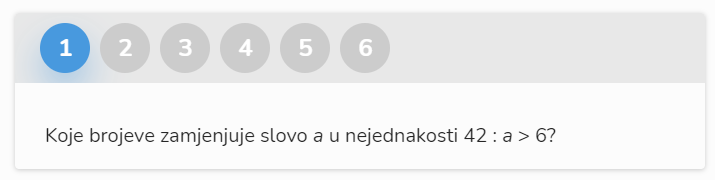 1 2 3 4 5 6
Koje brojeve zamjenjuje slovo a u nejednakosti 42 : a > 6?